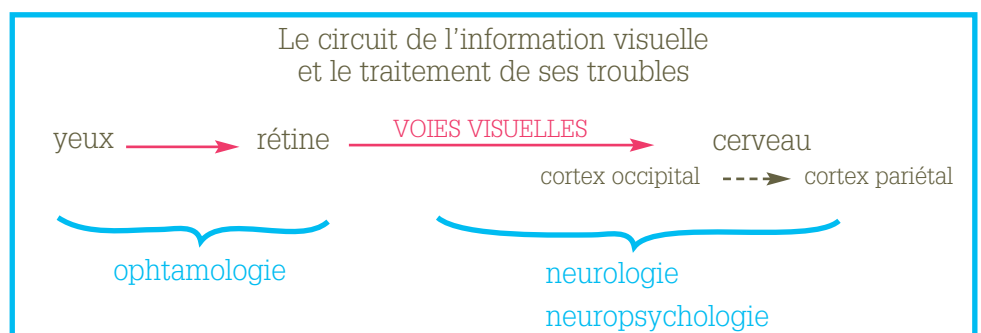 Le circuit de l’information visuelle
et le traitement de ses troubles
yeux rétine VOIES VISUELLES cerveau
cortex occipital cortex pariétal
ophtamologie neurologie
neuropsychologie